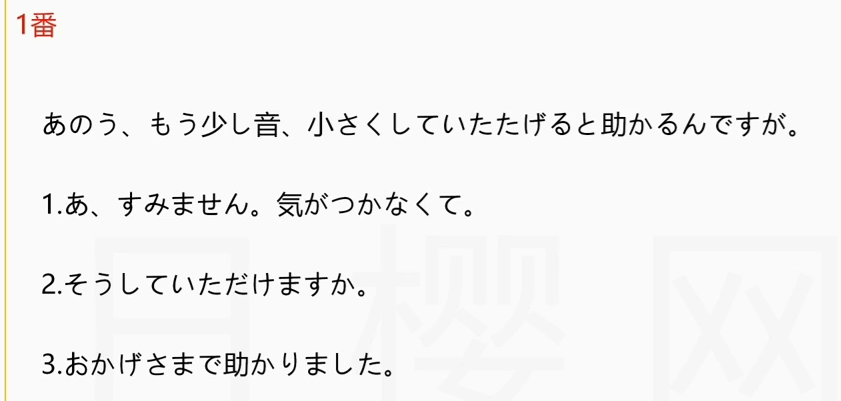 1番
あのう、もう少し音、小さくしていたたげると助かるんですが。
1.あ、すみません。気がつかなくて。
2.そうしていただけますか。
3.おかげさまで助かりました。
日樱网